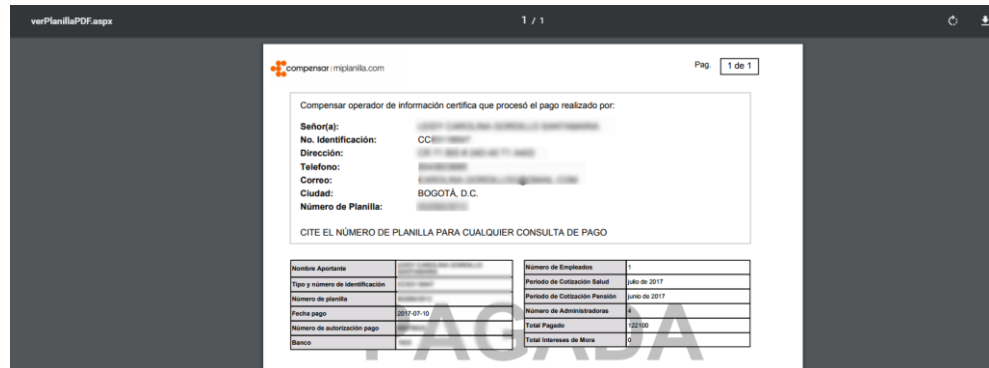 verPlanillaPDF.aspx
1 / 1
compensar miplanilla.com
Pag. 1 de 1
Compensar operador de información certifica que procesó el pago realizado por:
Señor(a):
No. Identificación: CC
Dirección:
Telefono:
Correo:
Ciudad: BOGOTÁ, D.C.
Número de Planilla:
CITE EL NÚMERO DE PLANILLA PARA CUALQUIER CONSULTA DE PAGO
Nombre Aportante
Tipo y número de identificación
Número de planilla
Fecha pago 2017-07-10
Número de autorización pago
Banco
Número de Empleados 1
Periodo de Cotización Salud julio de 2017
Periodo de Cotización Pensión junio de 2017
Número de Administradoras 4
Total Pagado 122100
Total Intereses de Mora 0
PAGADA